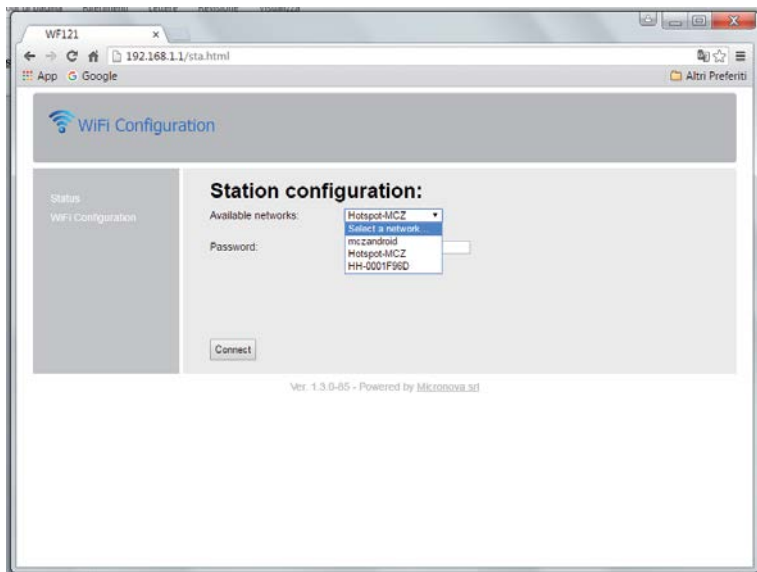 WF121
192.168.1.1/sta.html
App Google Altri Preferiti
WiFi Configuration
Status
WiFi Configuration
Station configuration:
Available networks: Hotspot-MCZ
Select a network...
mczandroid
Password:
Hotspot-MCZ
HH-0001F96D
Connect
Ver. 1.3.0-85 - Powered by Micronova srl